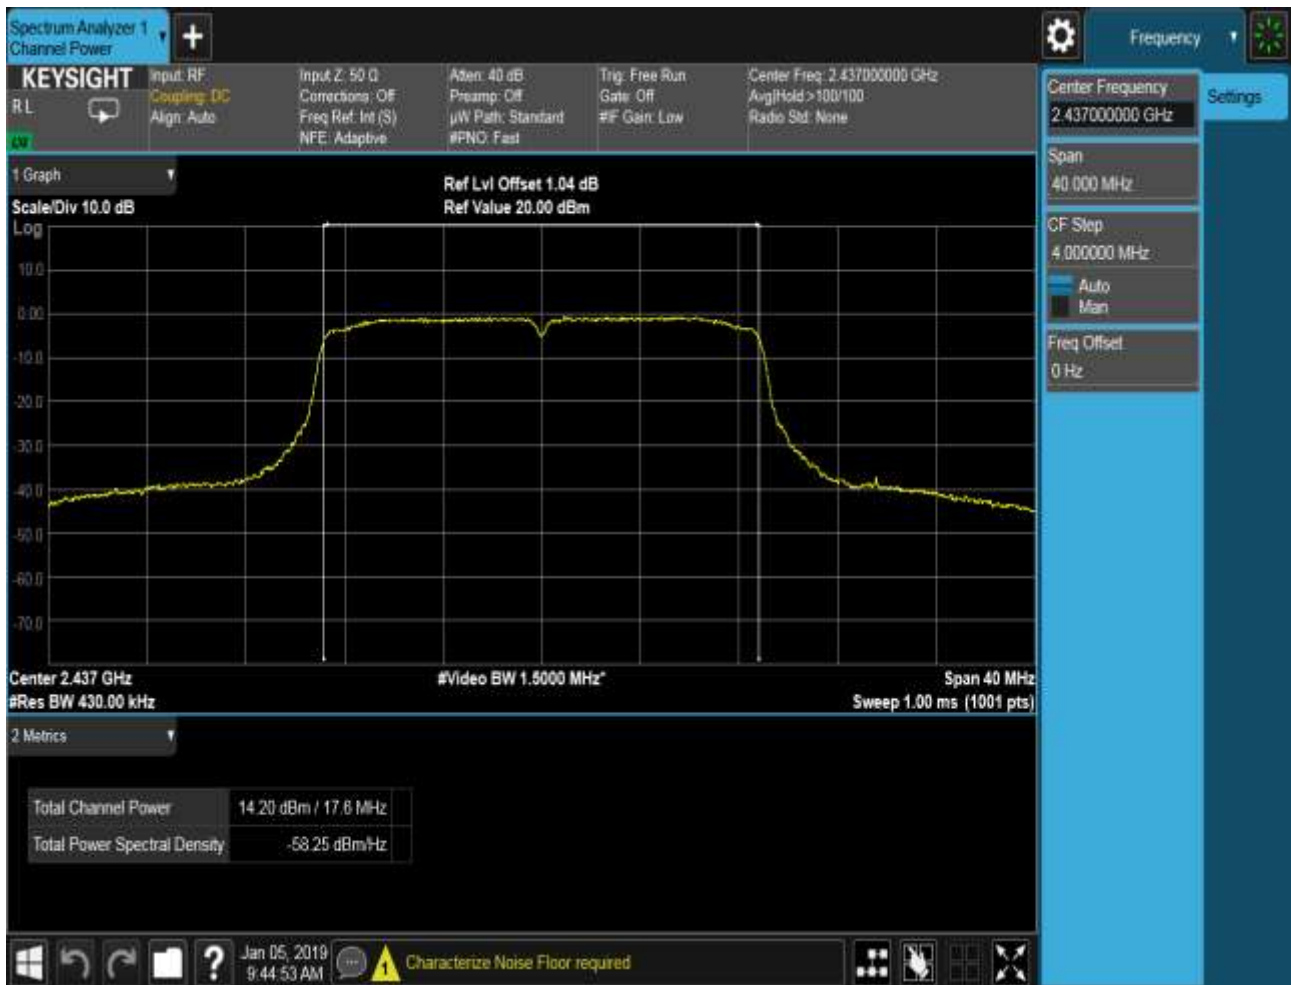 Spectrum Analyzer 1
Channel Power
Frequency
KEYSIGHT
RL
Input: RF
Coupling: DC
Align: Auto
Input Z: 50 Ω
Corrections: Off
Freq Ref: Int (S)
NFE: Adaptive
Atten: 40 dB
Preamp: Off
µW Path: Standard
#PNO: Fast
Trig: Free Run
Gate: Off
#IF Gain: Low
Center Freq: 2.437000000 GHz
Avg|Hold:>100/100
Radio Std: None
Center Frequency
2.437000000 GHz
Settings
Span
40.000 MHz
CF Step
4.000000 MHz
Auto
Man
Freq Offset
0 Hz
1 Graph
Scale/Div 10.0 dB
Ref Lvl Offset 1.04 dB
Ref Value 20.00 dBm
Log
10.0
0.00
-10.0
-20.0
-30.0
-40.0
-50.0
-60.0
-70.0
Center 2.437 GHz
#Video BW 1.5000 MHz*
Span 40 MHz
#Res BW 430.00 kHz
Sweep 1.00 ms (1001 pts)
2 Metrics
Total Channel Power 14.20 dBm / 17.6 MHz
Total Power Spectral Density -58.25 dBm/Hz
?
Jan 05, 2019
9:44:53 AM
1
Characterize Noise Floor required